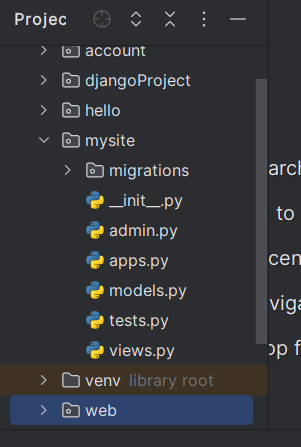 Projec
account
djangoProject
hello
mysite
migrations
__init__.py
admin.py
apps.py
models.py
tests.py
views.py
venv library root
web
arch
to
cen
viga
op f